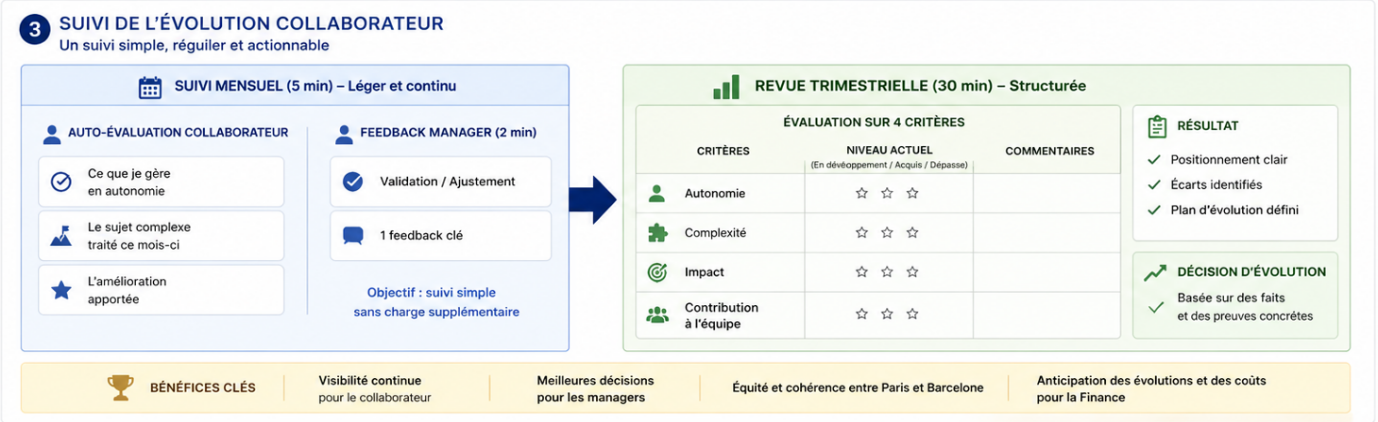 3
SUIVI DE L'ÉVOLUTION COLLABORATEUR
Un suivi simple, réguiler et actionnable
SUIVI MENSUEL (5 min) – Léger et continu
AUTO-ÉVALUATION COLLABORATEUR
Ce que je gère
en autonomie
Le sujet complexe
traité ce mois-ci
L'amélioration
apportée
FEEDBACK MANAGER (2 min)
Validation / Ajustement
1 feedback clé
Objectif : suivi simple
sans charge supplémentaire
REVUE TRIMESTRIELLE (30 min) – Structurée
ÉVALUATION SUR 4 CRITÈRES
CRITÈRES
NIVEAU ACTUEL
(En dévéoppement / Acquis / Dépasse)
COMMENTAIRES
Autonomie
Complexité
Impact
Contribution
à l'équipe
RÉSULTAT
Positionnement clair
Écarts identifiés
Plan d'évolution défini
DÉCISION D'ÉVOLUTION
Basée sur des faits
et des preuves concrètes
BÉNÉFICES CLÉS
Visibilité continue
pour le collaborateur
Meilleures décisions
pour les managers
Équité et cohérence entre Paris et Barcelone
Anticipation des évolutions et des coûts
pour la Finance